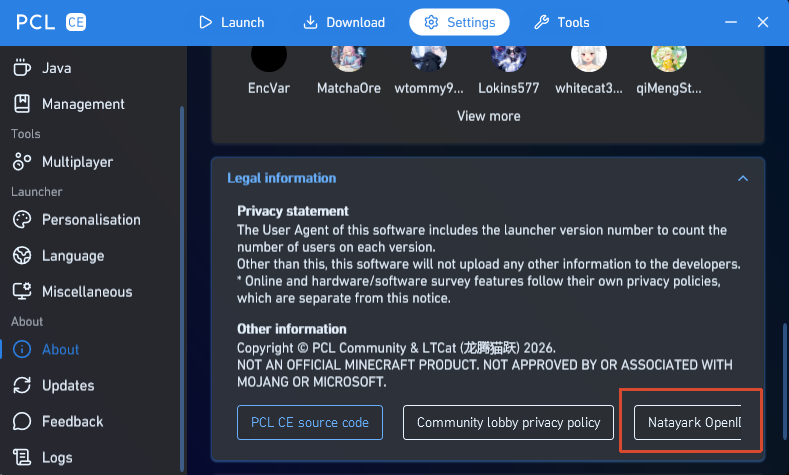 PCL CE
Launch
Download
Settings
Tools
Java
Management
Tools
Multiplayer
Launcher
Personalisation
Language
Miscellaneous
About
About
Updates
Feedback
Logs
EncVar
MatchaOre
wtommy9...
Lokins577
whitecat3...
qiMengSt...
View more
Legal information
Privacy statement
The User Agent of this software includes the launcher version number to count the
number of users on each version.
Other than this, this software will not upload any other information to the developers.
* Online and hardware/software survey features follow their own privacy policies,
which are separate from this notice.
Other information
Copyright © PCL Community & LTCat (龙腾猫跃) 2026.
NOT AN OFFICIAL MINECRAFT PRODUCT. NOT APPROVED BY OR ASSOCIATED WITH
MOJANG OR MICROSOFT.
PCL CE source code
Community lobby privacy policy
Natayark OpenI